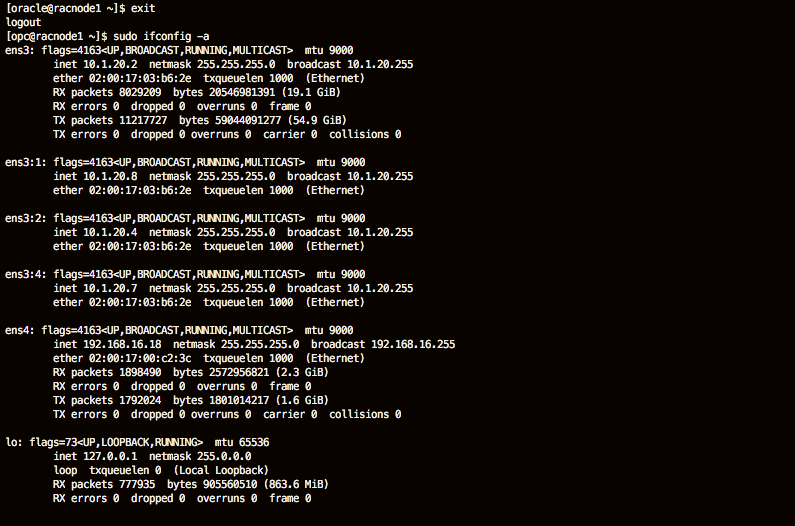 [oracle@racnode1 ~]$ exit
logout
[opc@racnode1 ~]$ sudo ifconfig -a
ens3: flags=4163<UP,BROADCAST,RUNNING,MULTICAST>  mtu 9000
        inet 10.1.20.2  netmask 255.255.255.0  broadcast 10.1.20.255
        ether 02:00:17:03:b6:2e  txqueuelen 1000  (Ethernet)
        RX packets 8029209  bytes 20546981391 (19.1 GiB)
        RX errors 0  dropped 0  overruns 0  frame 0
        TX packets 11217727  bytes 59044091277 (54.9 GiB)
        TX errors 0  dropped 0 overruns 0  carrier 0  collisions 0

ens3:1: flags=4163<UP,BROADCAST,RUNNING,MULTICAST>  mtu 9000
        inet 10.1.20.8  netmask 255.255.255.0  broadcast 10.1.20.255
        ether 02:00:17:03:b6:2e  txqueuelen 1000  (Ethernet)

ens3:2: flags=4163<UP,BROADCAST,RUNNING,MULTICAST>  mtu 9000
        inet 10.1.20.4  netmask 255.255.255.0  broadcast 10.1.20.255
        ether 02:00:17:03:b6:2e  txqueuelen 1000  (Ethernet)

ens3:4: flags=4163<UP,BROADCAST,RUNNING,MULTICAST>  mtu 9000
        inet 10.1.20.7  netmask 255.255.255.0  broadcast 10.1.20.255
        ether 02:00:17:03:b6:2e  txqueuelen 1000  (Ethernet)

ens4: flags=4163<UP,BROADCAST,RUNNING,MULTICAST>  mtu 9000
        inet 192.168.16.18  netmask 255.255.255.0  broadcast 192.168.16.255
        ether 02:00:17:00:c2:3c  txqueuelen 1000  (Ethernet)
        RX packets 1898490  bytes 2572956821 (2.3 GiB)
        RX errors 0  dropped 0  overruns 0  frame 0
        TX packets 1792024  bytes 1801014217 (1.6 GiB)
        TX errors 0  dropped 0 overruns 0  carrier 0  collisions 0

lo: flags=73<UP,LOOPBACK,RUNNING>  mtu 65536
        inet 127.0.0.1  netmask 255.0.0.0
        loop  txqueuelen 0  (Local Loopback)
        RX packets 777935  bytes 905560510 (863.6 MiB)
        RX errors 0  dropped 0  overruns 0  frame 0